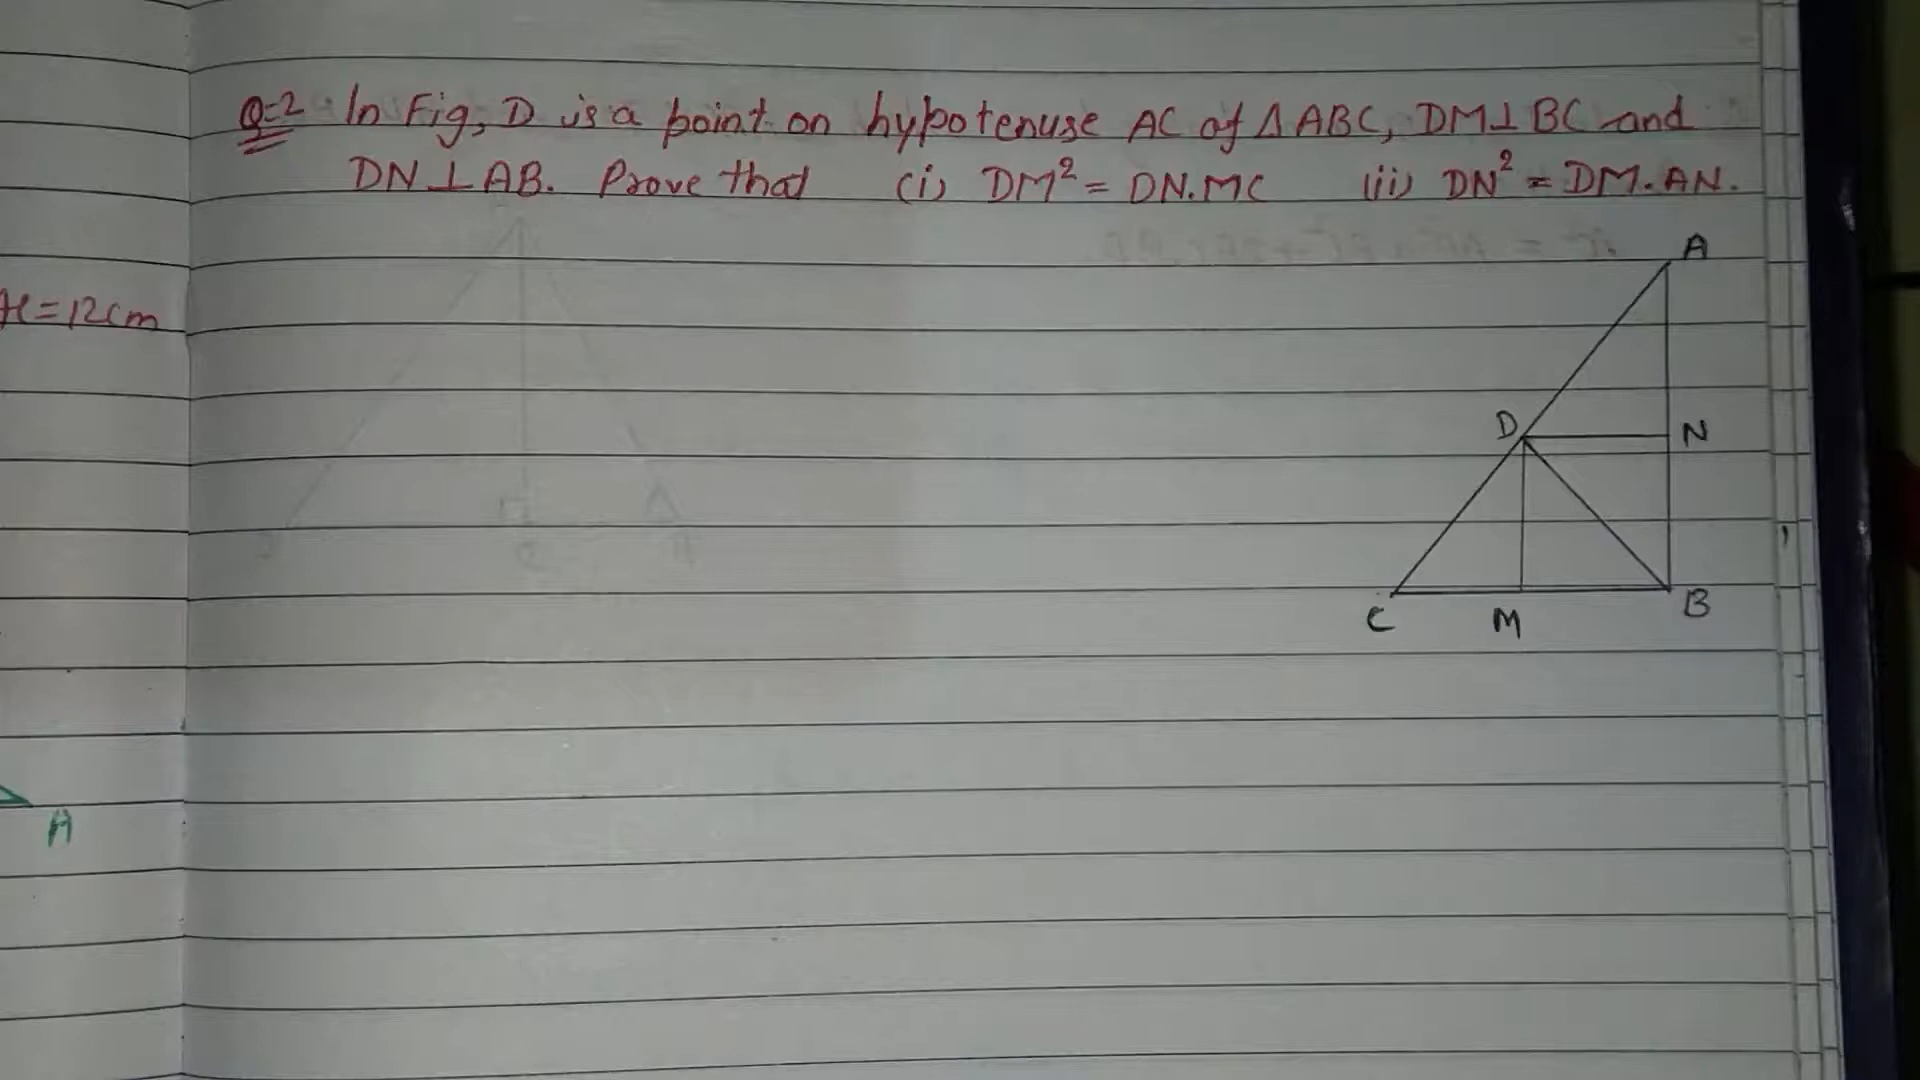 Q-2 In Fig, D is a point on hypotenuse AC of ΔABC, DM⊥BC and
DN⊥AB. Prove that (i) DM² = DN.MC (ii) DN² = DM.AN.
A
H=12cm
D
N
C
M
B
A